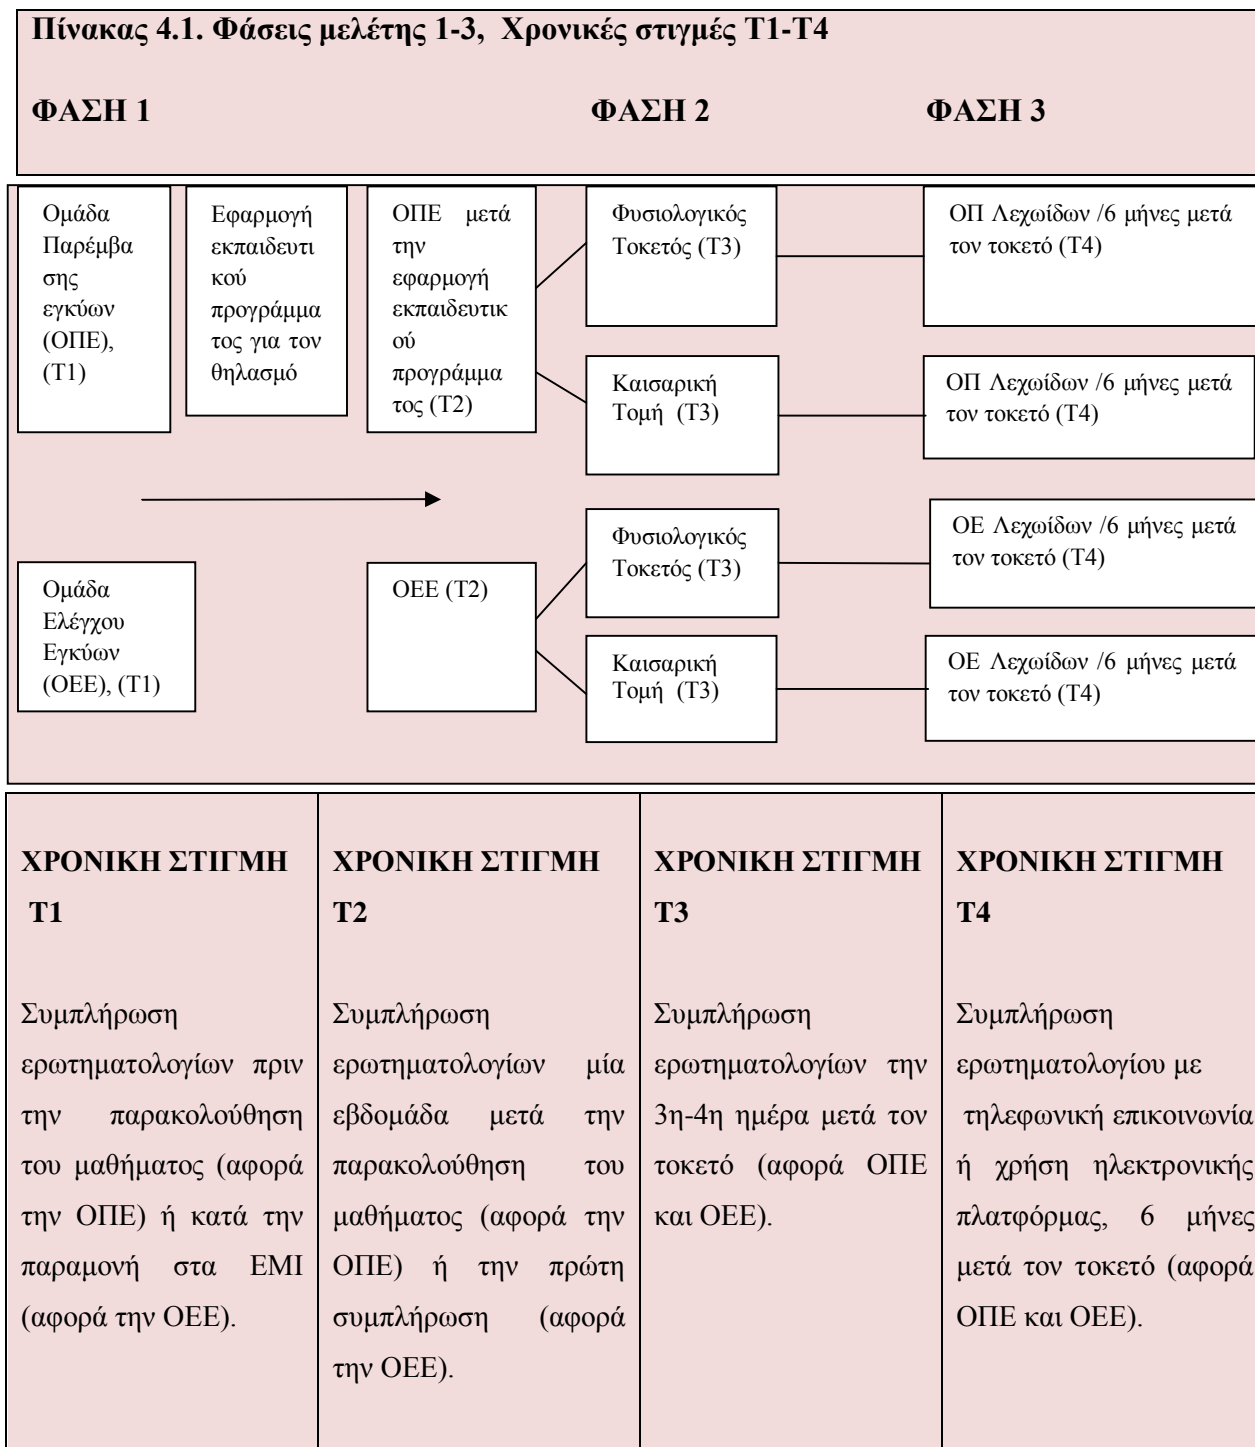 Πίνακας 4.1. Φάσεις μελέτης 1-3, Χρονικές στιγμές Τ1-Τ4
ΦΑΣΗ 1
ΦΑΣΗ 2
ΦΑΣΗ 3
Ομάδα
Παρέμβα
σης
εγκύων
(ΟΠΕ),
(Τ1)
Εφαρμογή
εκπαιδευτι
κού
προγράμμα
τος για τον
θηλασμό
ΟΠΕ μετά
την
εφαρμογή
εκπαιδευτικ
ού
προγράμμα
τος (Τ2)
Φυσιολογικός
Τοκετός (Τ3)
ΟΠ Λεχωίδων /6 μήνες μετά
τον τοκετό (Τ4)
Καισαρική
Τομή (Τ3)
ΟΠ Λεχωίδων /6 μήνες μετά
τον τοκετό (Τ4)
Ομάδα
Ελέγχου
Εγκύων
(ΟΕΕ), (Τ1)
ΟΕΕ (Τ2)
Φυσιολογικός
Τοκετός (Τ3)
ΟΕ Λεχωίδων /6 μήνες μετά
τον τοκετό (Τ4)
Καισαρική
Τομή (Τ3)
ΟΕ Λεχωίδων /6 μήνες μετά
τον τοκετό (Τ4)
ΧΡΟΝΙΚΗ ΣΤΙΓΜΗ
Τ1
Συμπλήρωση
ερωτηματολογίων πριν
την παρακολούθηση
του μαθήματος (αφορά
την ΟΠΕ) ή κατά την
παραμονή στα ΕΜΙ
(αφορά την ΟΕΕ).
ΧΡΟΝΙΚΗ ΣΤΙΓΜΗ
Τ2
Συμπλήρωση
ερωτηματολογίων μία
εβδομάδα μετά την
παρακολούθηση του
μαθήματος (αφορά την
ΟΠΕ) ή την πρώτη
συμπλήρωση (αφορά
την ΟΕΕ).
ΧΡΟΝΙΚΗ ΣΤΙΓΜΗ
Τ3
Συμπλήρωση
ερωτηματολογίων την
3η-4η ημέρα μετά τον
τοκετό (αφορά ΟΠΕ
και ΟΕΕ).
ΧΡΟΝΙΚΗ ΣΤΙΓΜΗ
Τ4
Συμπλήρωση
ερωτηματολογίου με
τηλεφωνική επικοινωνία
ή χρήση ηλεκτρονικής
πλατφόρμας, 6 μήνες
μετά τον τοκετό (αφορά
ΟΠΕ και ΟΕΕ).